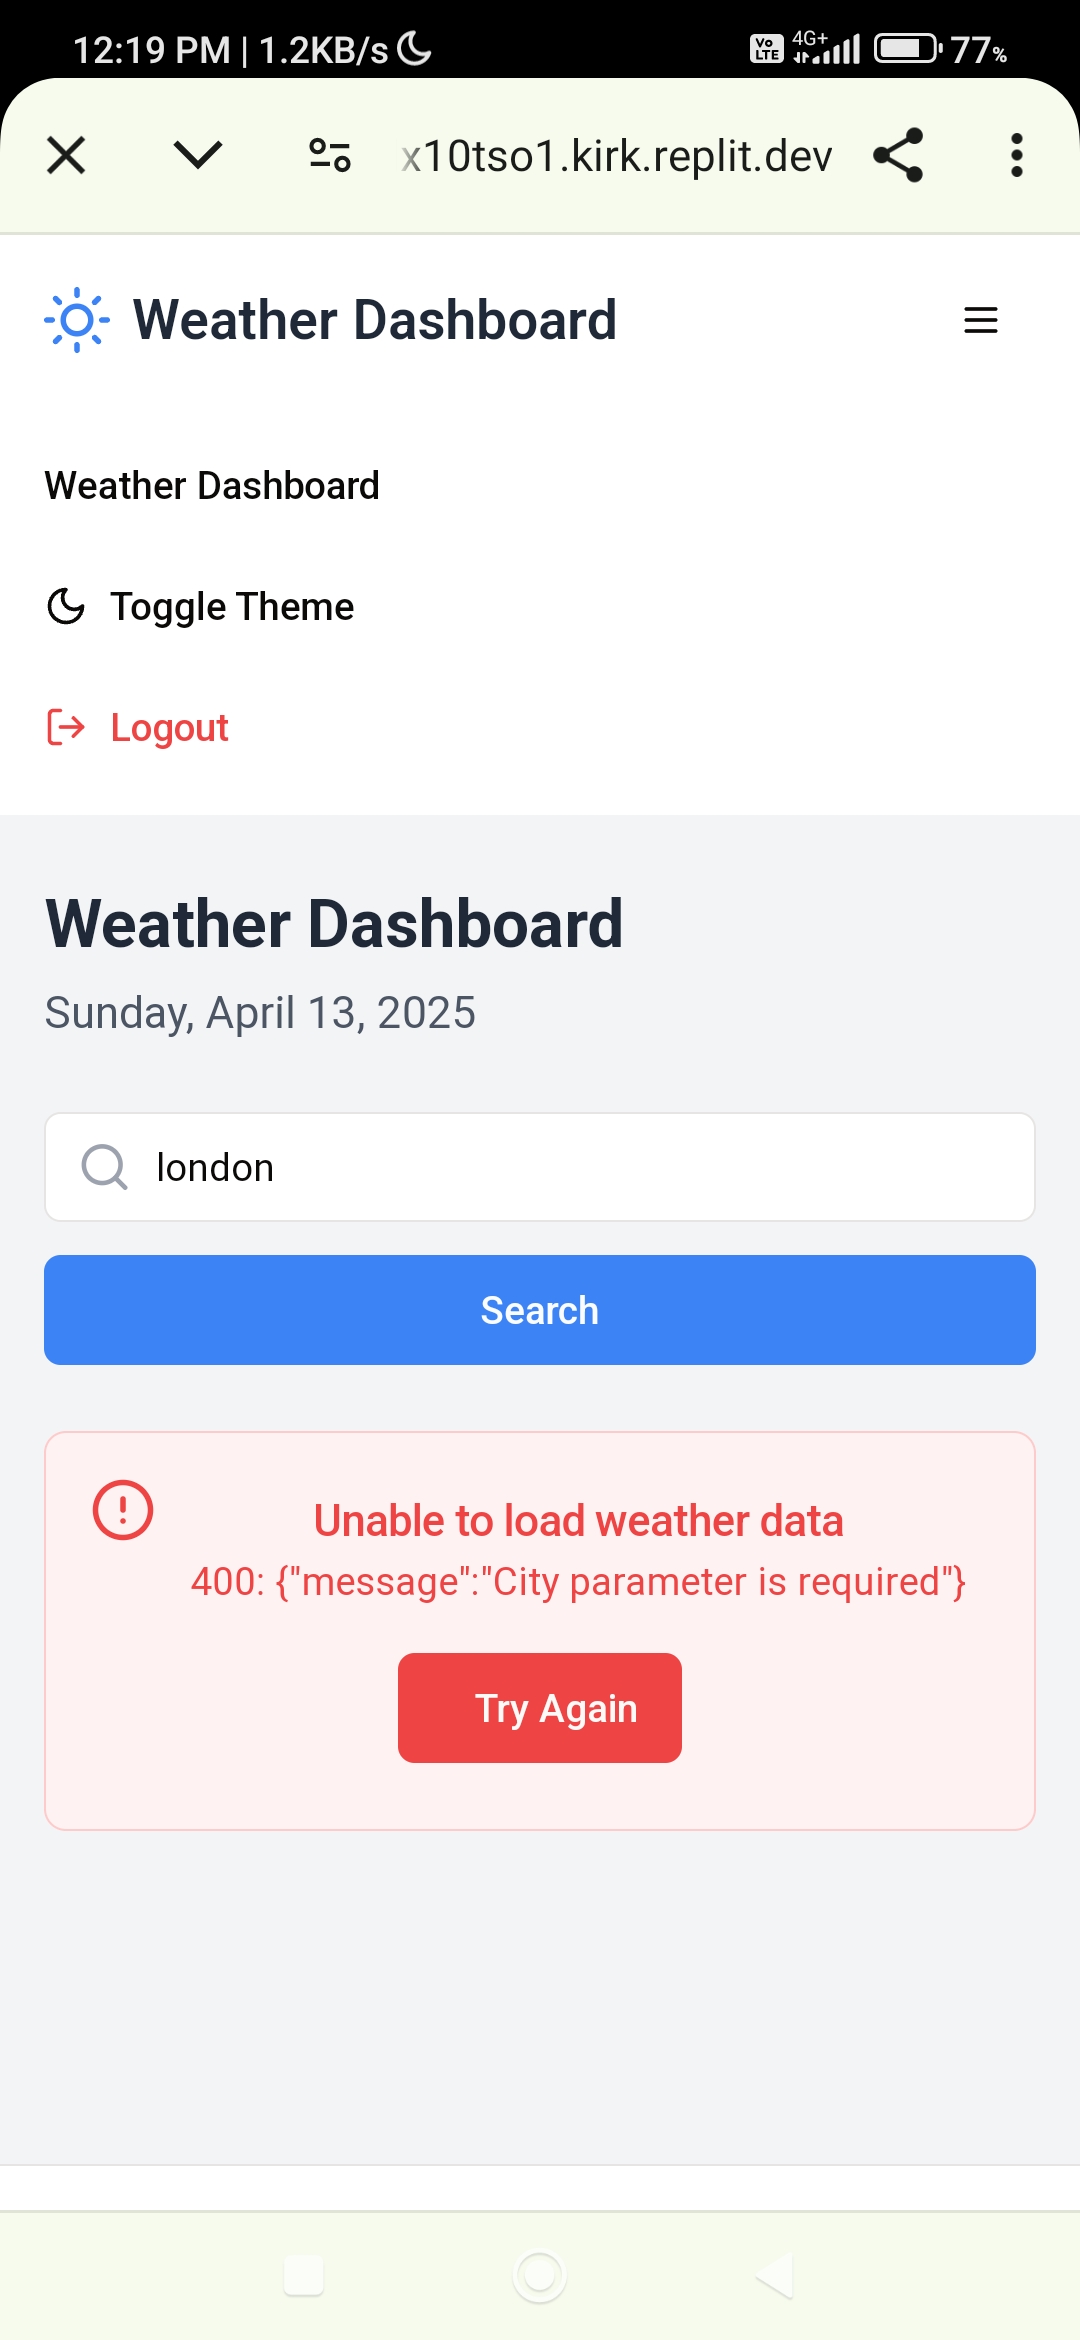 12:19 PM | 1.2KB/s
Vo LTE 4G+ 77%
x10tso1.kirk.replit.dev
Weather Dashboard
Weather Dashboard
Toggle Theme
Logout
Weather Dashboard
Sunday, April 13, 2025
london
Search
Unable to load weather data
400: {"message":"City parameter is required"}
Try Again